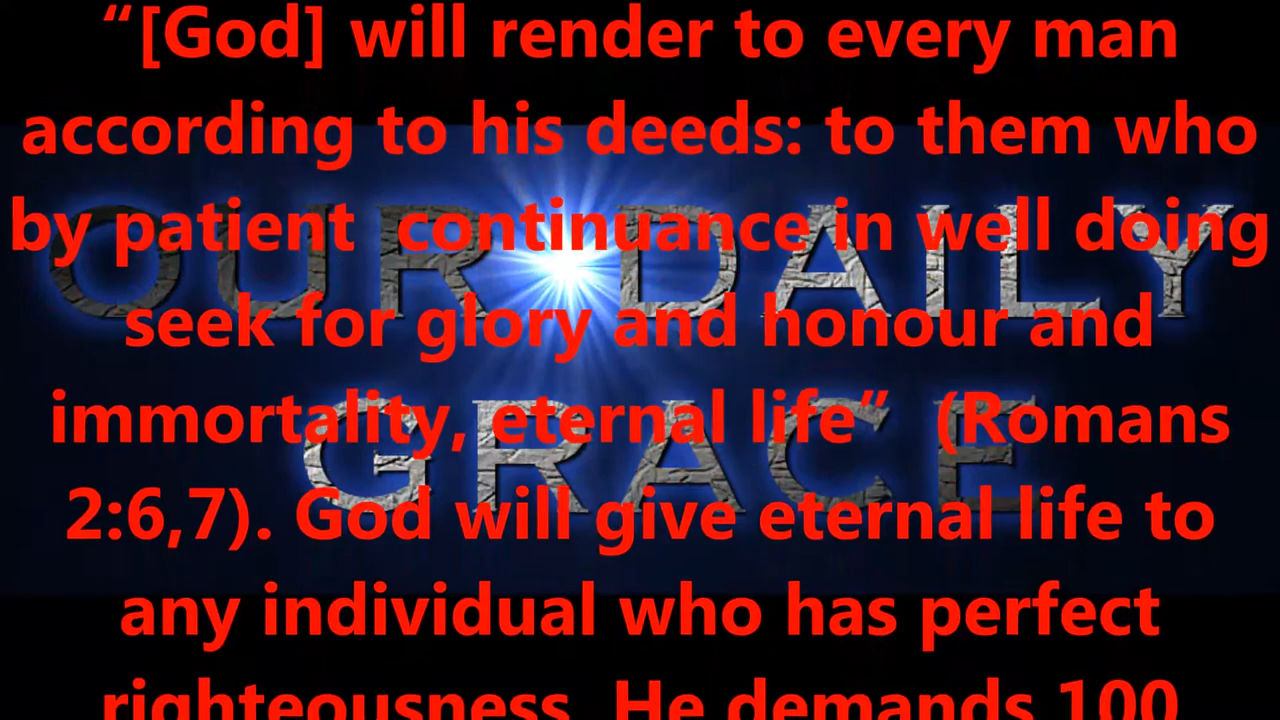 “[God] will render to every man
according to his deeds: to them who
by patient  continuance in well doing
seek for glory and honour and
immortality, eternal life”  (Romans
2:6,7). God will give eternal life to
any individual who has perfect
righteousness. He demands 100
OUR DAILY
GRACE